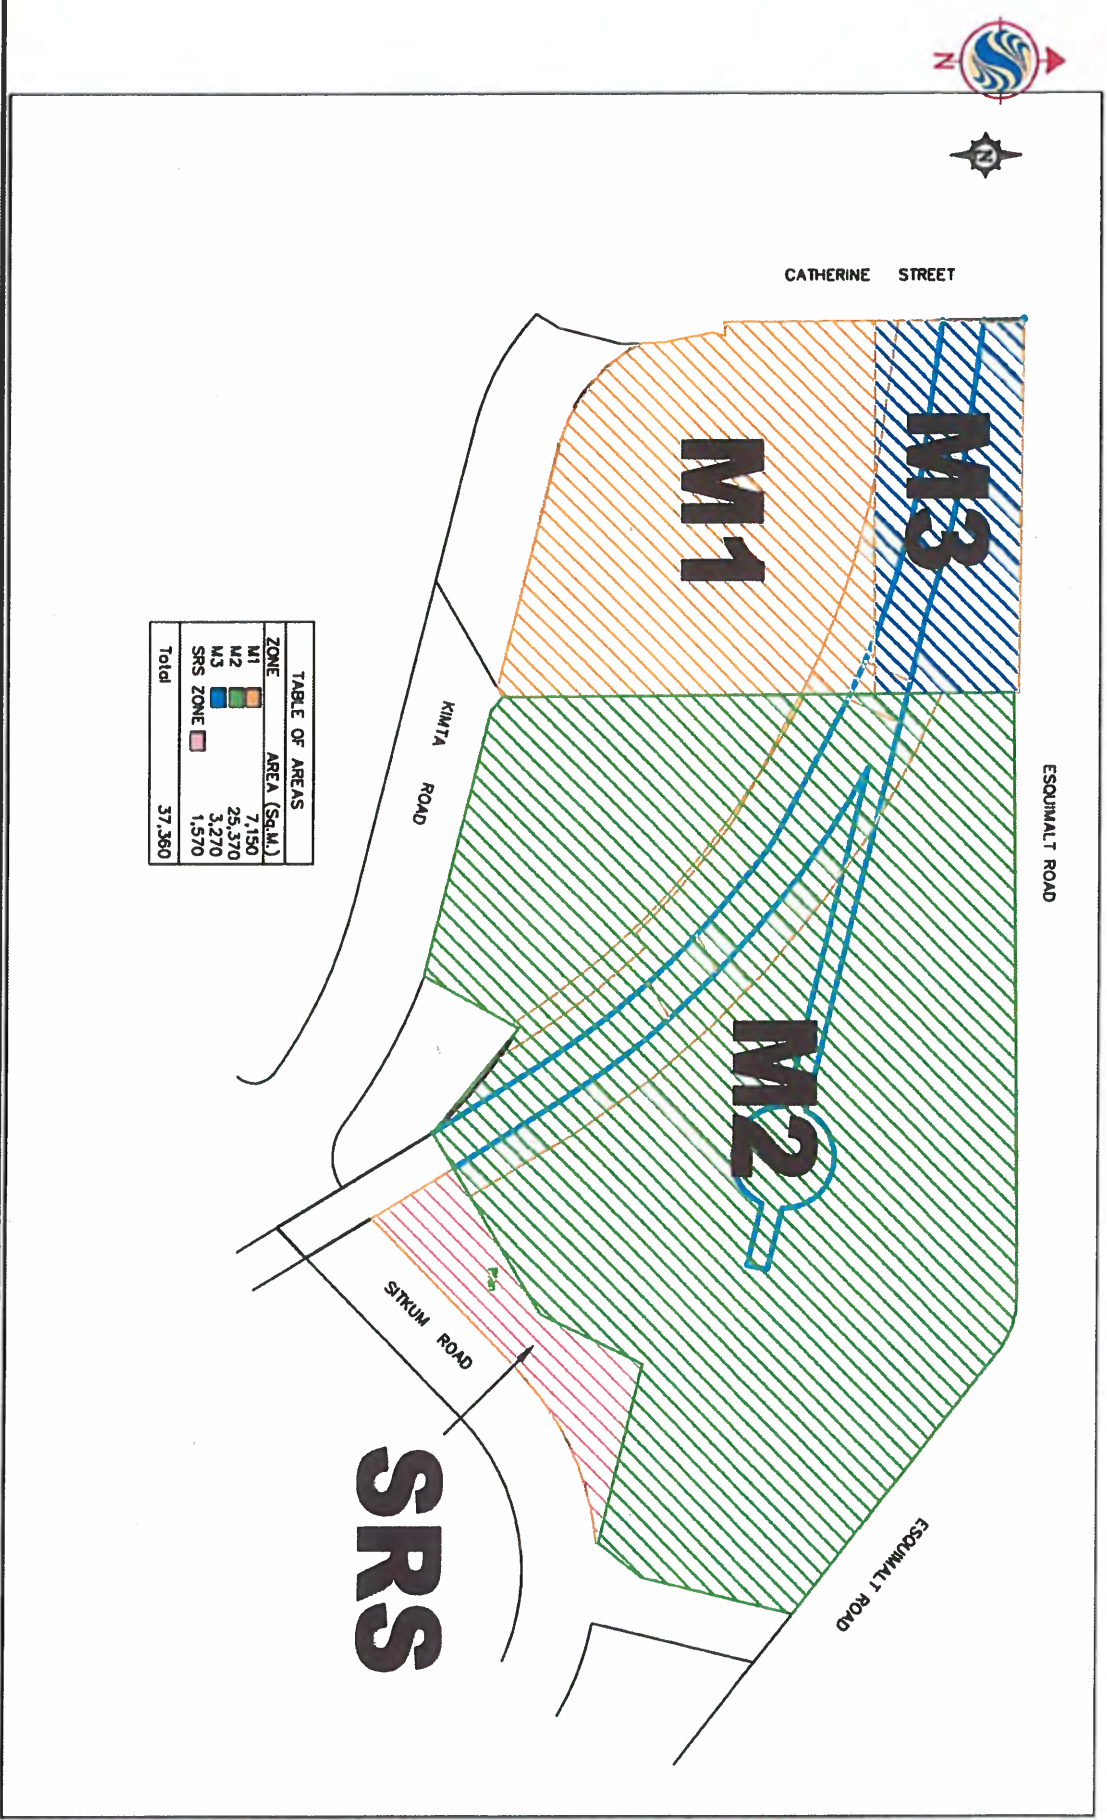 N
N
CATHERINE STREET
ESQUIMALT ROAD
M3
M1
M2
ESQUIMALT ROAD
KIMTA ROAD
SITKUM ROAD
SRS
TABLE OF AREAS
ZONE AREA (Sq.M.)
M1 7,150
M2 25,370
M3 3,270
SRS ZONE 1,570
Total 37,360